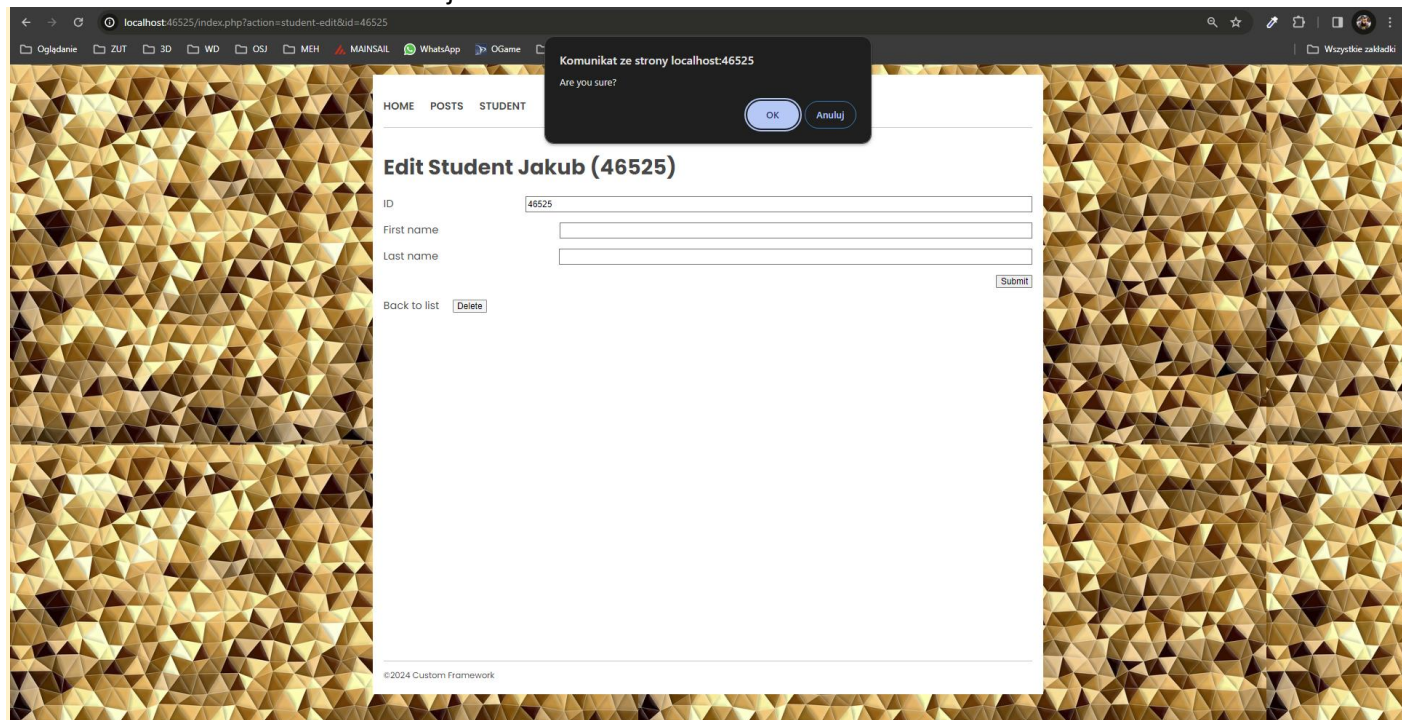 localhost:46525/index.php?action=student-edit&id=46525
Oglądanie ZUT 3D WD OSJ MEH MAINSAIL WhatsApp OGame Wszystkie zakładki
Komunikat ze strony localhost:46525
Are you sure?
OK Anuluj
HOME POSTS STUDENT
Edit Student Jakub (46525)
ID 46525
First name
Last name
Submit
Back to list Delete
©2024 Custom Framework